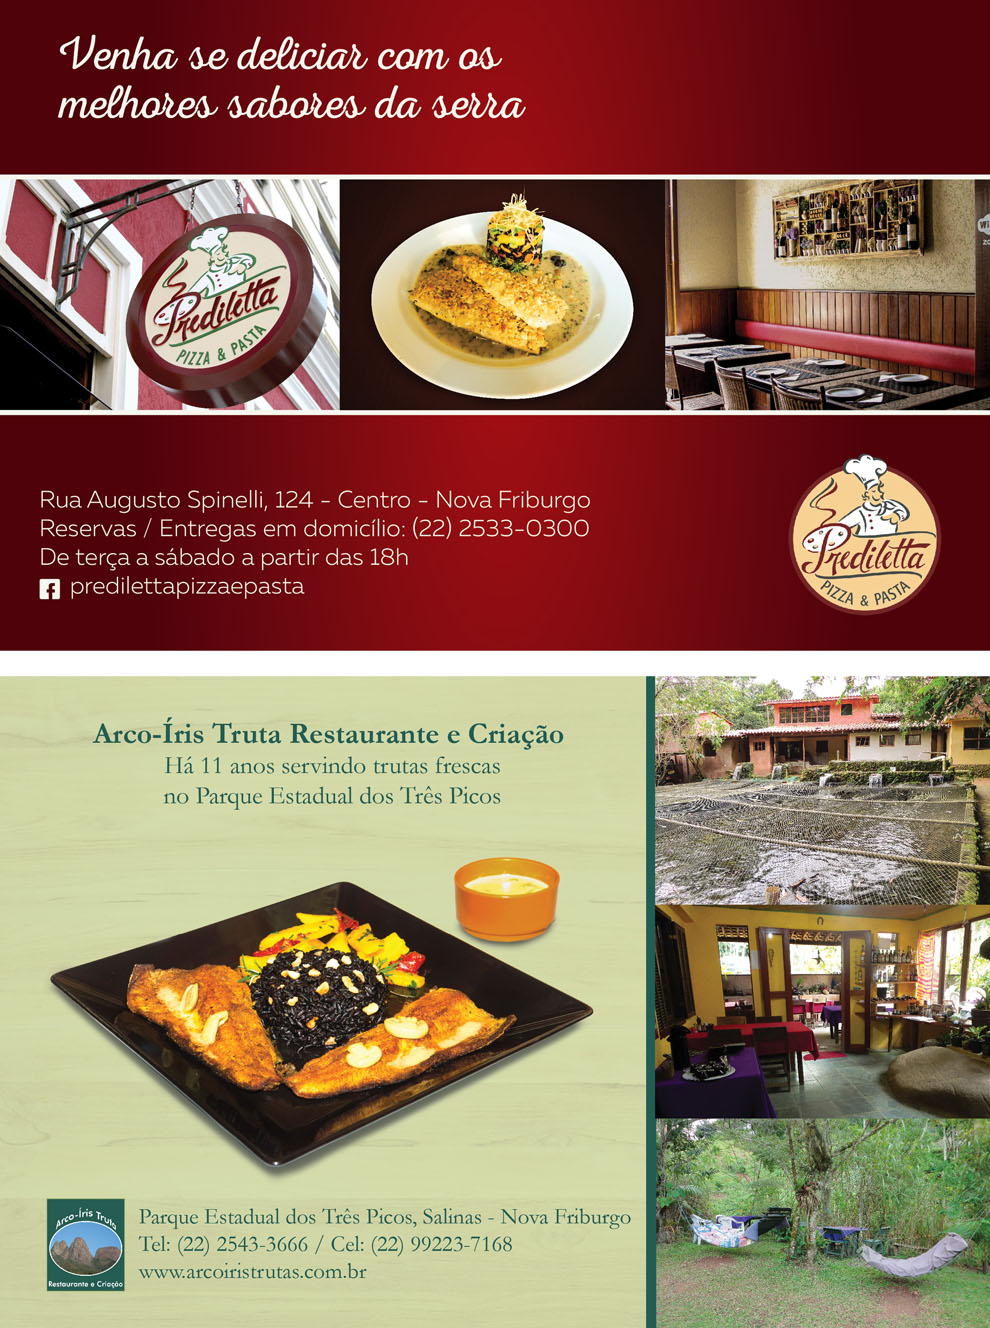 Venha se deliciar com os
melhores sabores da serra
Prediletta
PIZZA & PASTA
Rua Augusto Spinelli, 124 - Centro - Nova Friburgo
Reservas / Entregas em domicílio: (22) 2533-0300
De terça a sábado a partir das 18h
predilettapizzaepasta
Prediletta
PIZZA & PASTA
Arco-Íris Truta Restaurante e Criação
Há 11 anos servindo trutas frescas
no Parque Estadual dos Três Picos
Arco-Íris Truta
Restaurante e Criação
Parque Estadual dos Três Picos, Salinas - Nova Friburgo
Tel: (22) 2543-3666 / Cel: (22) 99223-7168
www.arcoiristrutas.com.br